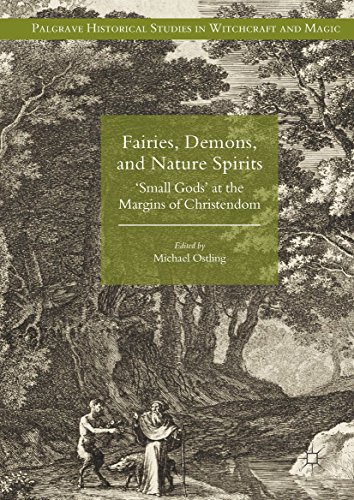 PALGRAVE HISTORICAL STUDIES IN WITCHCRAFT AND MAGIC
Fairies, Demons,
and Nature Spirits
‘Small Gods’ at the
Margins of Christendom
Edited by
Michael Ostling